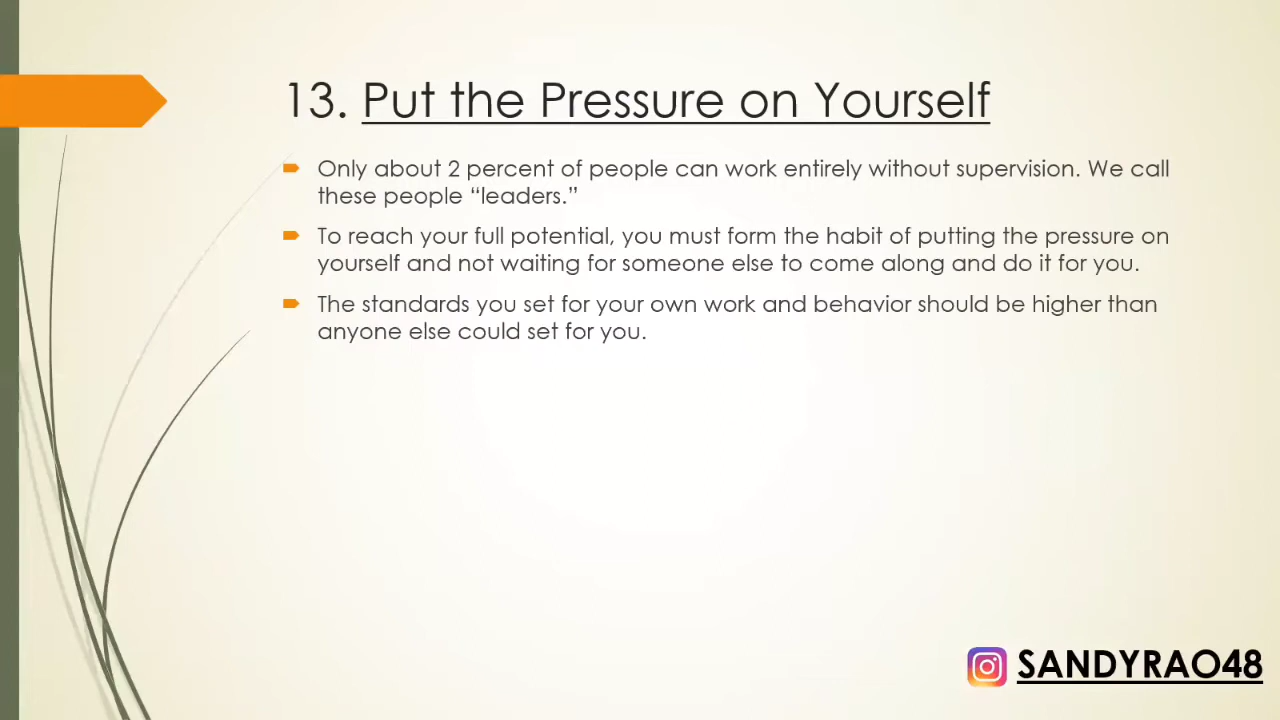 13. Put the Pressure on Yourself
Only about 2 percent of people can work entirely without supervision. We call
these people “leaders.”
To reach your full potential, you must form the habit of putting the pressure on
yourself and not waiting for someone else to come along and do it for you.
The standards you set for your own work and behavior should be higher than
anyone else could set for you.
SANDYRAO48